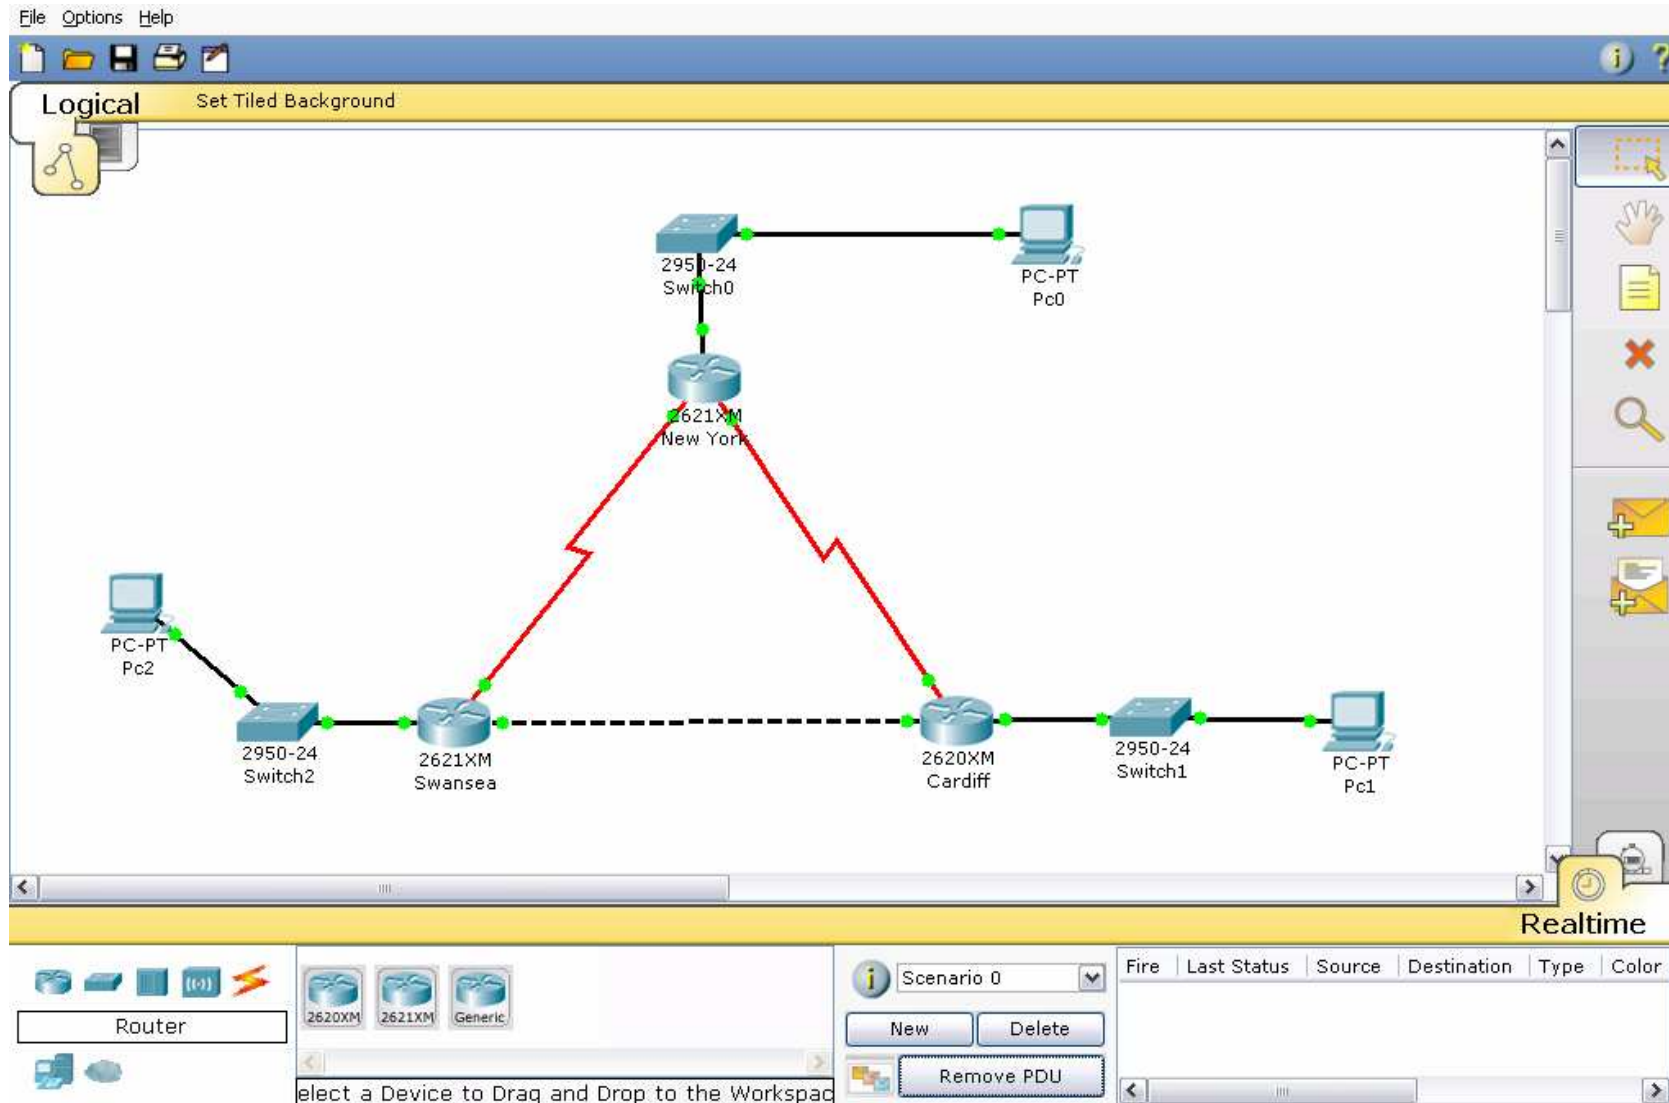 File Options Help
Logical Set Tiled Background
2950-24
Switch0
PC-PT
Pc0
2621XM
New York
PC-PT
Pc2
2950-24
Switch2
2621XM
Swansea
2620XM
Cardiff
2950-24
Switch1
PC-PT
Pc1
Realtime
Router
2620XM 2621XM Generic
elect a Device to Drag and Drop to the Workspac
Scenario 0
New Delete
Remove PDU
Fire Last Status Source Destination Type Color